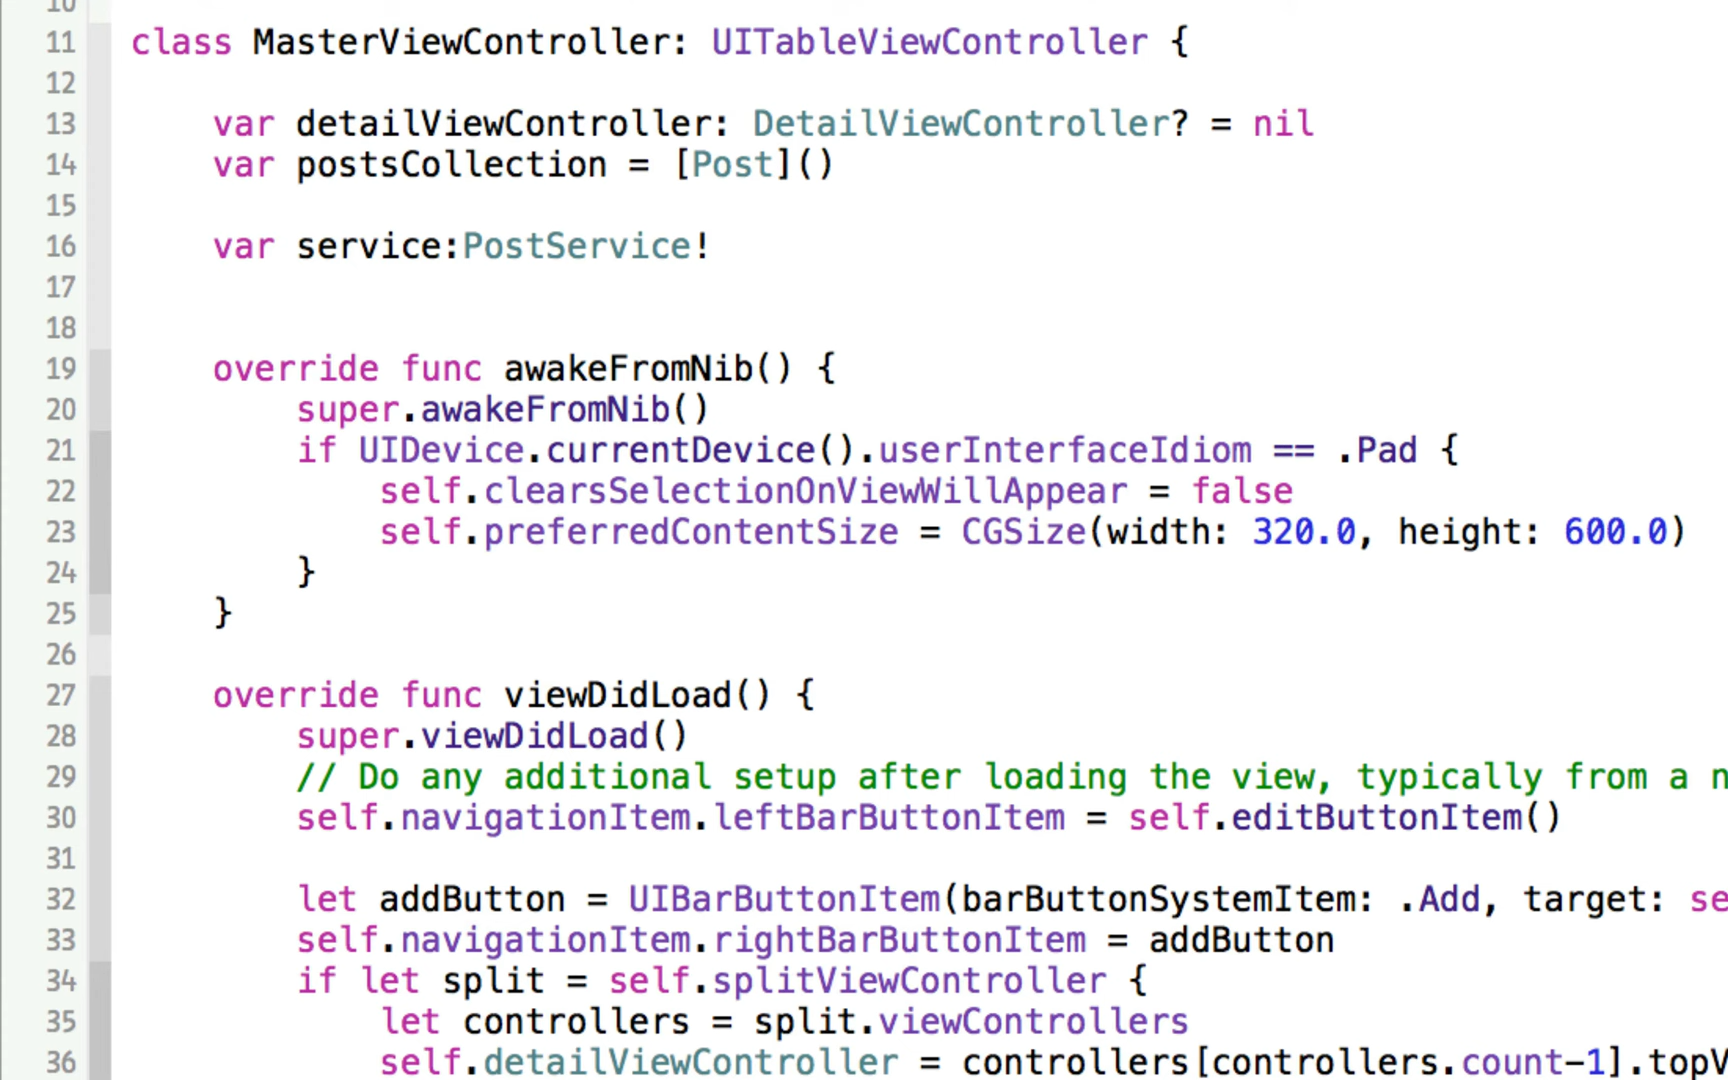 10
11 class MasterViewController: UITableViewController {
12
13 var detailViewController: DetailViewController? = nil
14 var postsCollection = [Post]()
15
16 var service:PostService!
17
18
19 override func awakeFromNib() {
20 super.awakeFromNib()
21 if UIDevice.currentDevice().userInterfaceIdiom == .Pad {
22 self.clearsSelectionOnViewWillAppear = false
23 self.preferredContentSize = CGSize(width: 320.0, height: 600.0)
24 }
25 }
26
27 override func viewDidLoad() {
28 super.viewDidLoad()
29 // Do any additional setup after loading the view, typically from a n
30 self.navigationItem.leftBarButtonItem = self.editButtonItem()
31
32 let addButton = UIBarButtonItem(barButtonSystemItem: .Add, target: se
33 self.navigationItem.rightBarButtonItem = addButton
34 if let split = self.splitViewController {
35 let controllers = split.viewControllers
36 self.detailViewController = controllers[controllers.count-1].topV